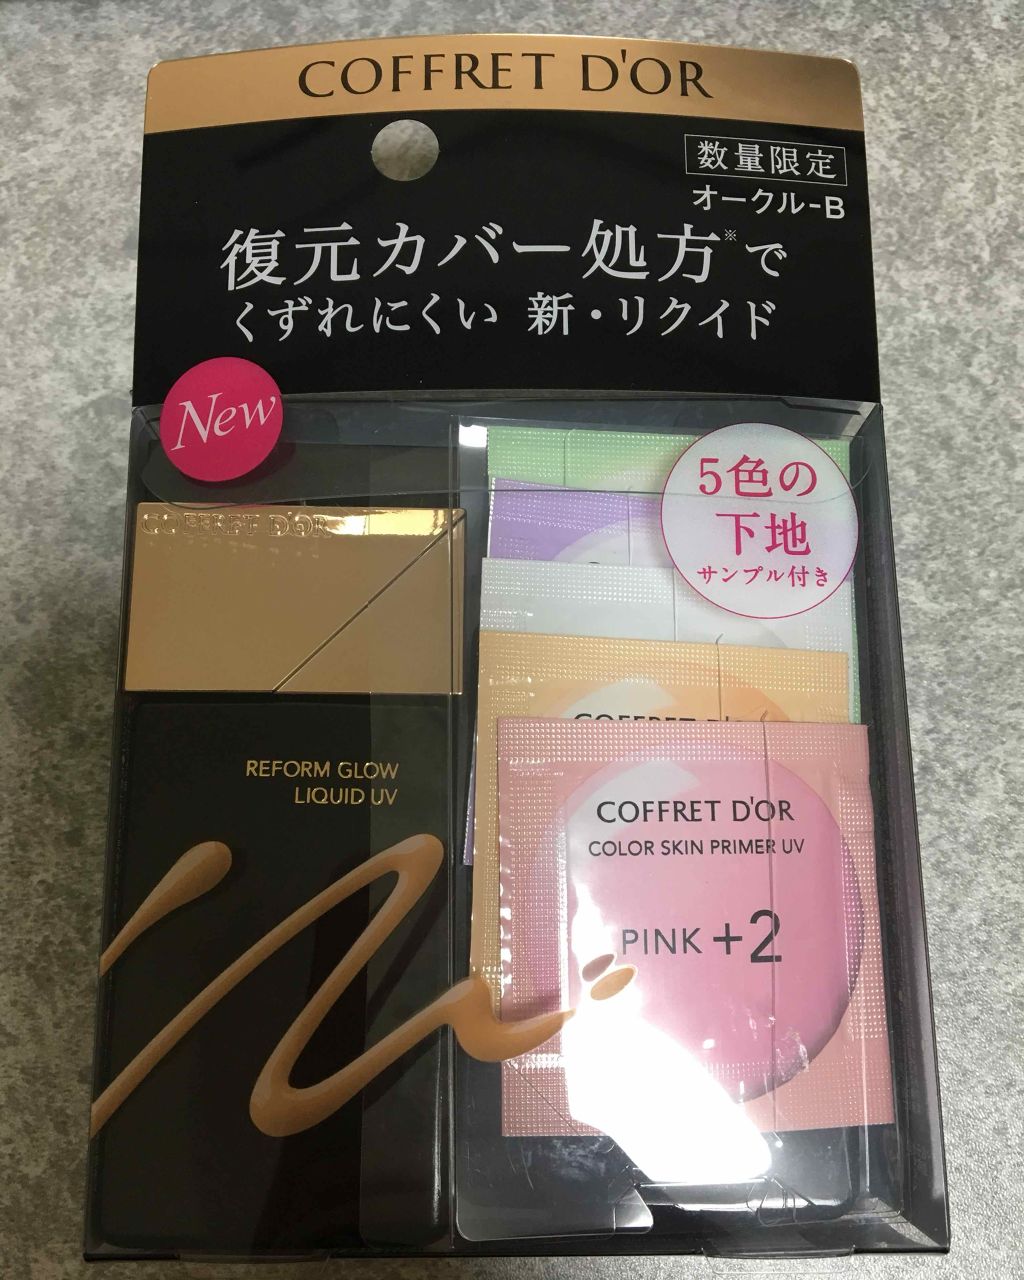 COFFRET D'OR
数量限定
オークル-B
復元カバー処方※で
くずれにくい 新・リクイド
New
5色の
下地
サンプル付き
COFFRET D'OR
REFORM GLOW
LIQUID UV
COFFRET D'OR
COFFRET D'OR
COLOR SKIN PRIMER UV
PINK +2